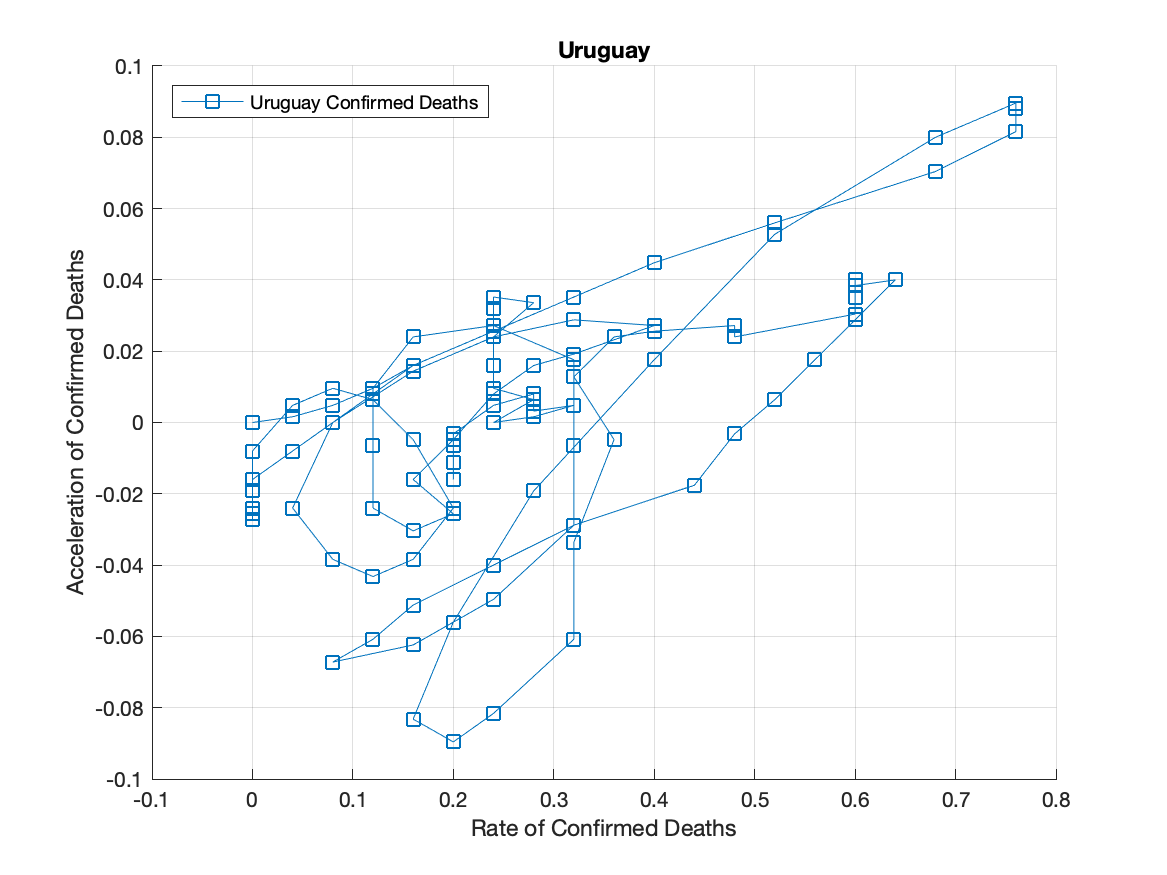 Uruguay
Uruguay Confirmed Deaths
Acceleration of Confirmed Deaths
0.1
0.08
0.06
0.04
0.02
0
-0.02
-0.04
-0.06
-0.08
-0.1
-0.1 0 0.1 0.2 0.3 0.4 0.5 0.6 0.7 0.8
Rate of Confirmed Deaths